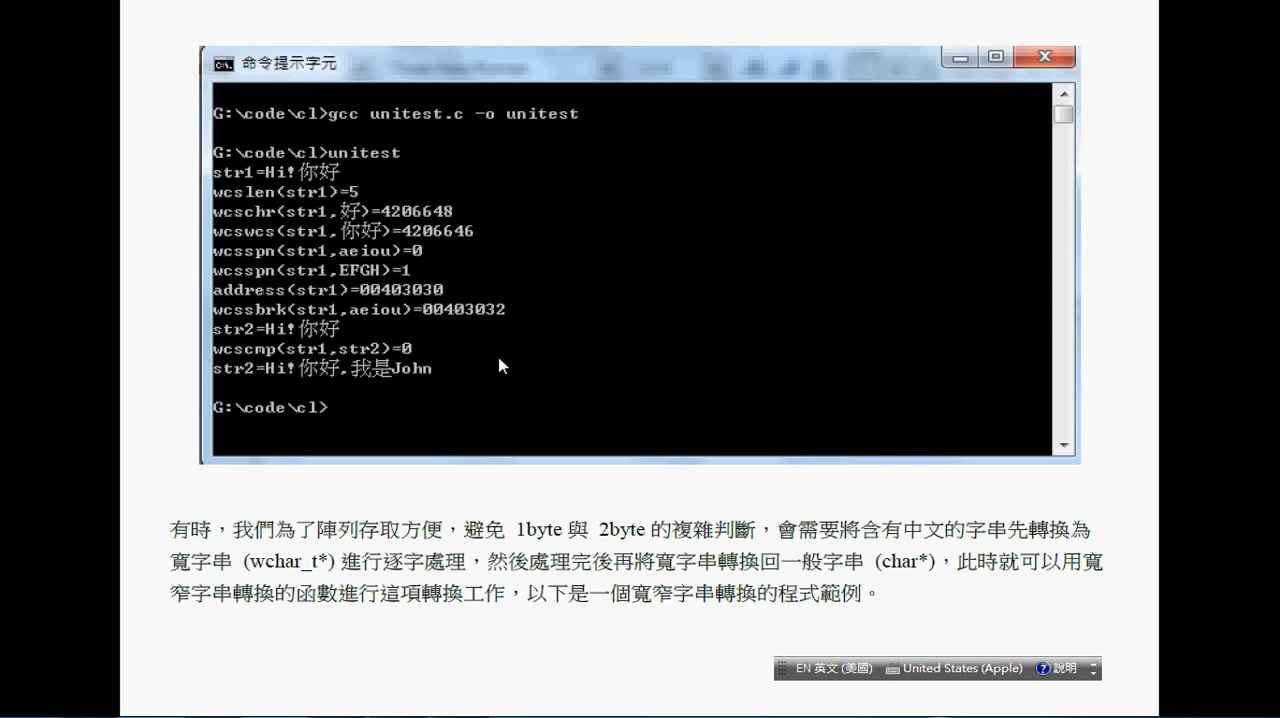 命令提示字元
G:\code\cl>gcc unitest.c -o unitest
G:\code\cl>unitest
str1=Hi!你好
wcslen(str1)=5
wcschr(str1,好)=4206648
wcswcs(str1,你好)=4206646
wcsspn(str1,aeiou)=0
wcsspn(str1,EFGH)=1
address(str1)=00403030
wcssbrk(str1,aeiou)=00403032
str2=Hi!你好
wcscmp(str1,str2)=0
str2=Hi!你好,我是John
G:\code\cl>
有時，我們為了陣列存取方便，避免 1byte 與 2byte 的複雜判斷，會需要將含有中文的字串先轉換為
寬字串 (wchar_t*) 進行逐字處理，然後處理完後再將寬字串轉換回一般字串 (char*)，此時就可以用寬
窄字串轉換的函數進行這項轉換工作，以下是一個寬窄字串轉換的程式範例。
EN 英文 (美國) United States (Apple) ? 說明